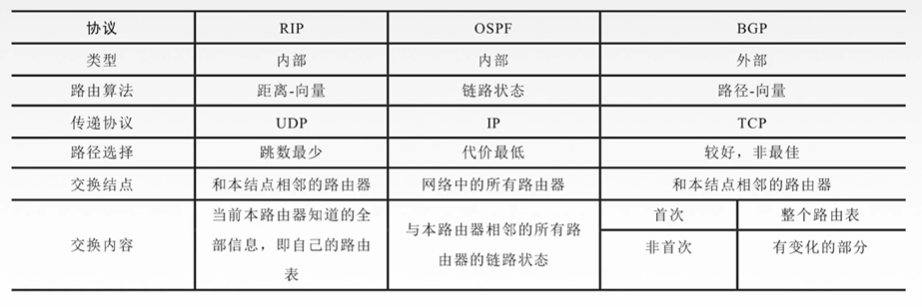 协议 RIP OSPF BGP
类型 内部 内部 外部
路由算法 距离-向量 链路状态 路径-向量
传递协议 UDP IP TCP
路径选择 跳数最少 代价最低 较好，非最佳
交换结点 和本结点相邻的路由器 网络中的所有路由器 和本结点相邻的路由器
交换内容
当前本路由器知道的全
部信息，即自己的路由
表
与本路由器相邻的所有路
由器的链路状态
首次 整个路由表
非首次 有变化的部分